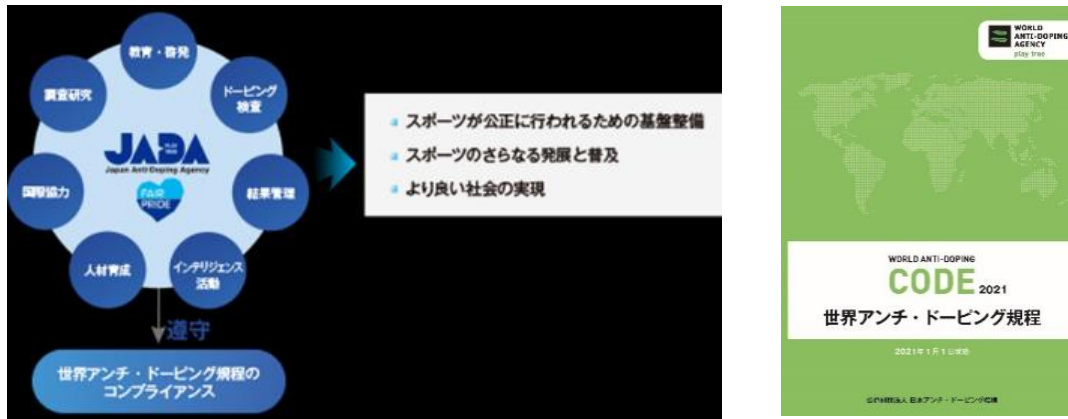 教育・啓発
調査研究
ドーピング
検査
JADA
PLAY
TRUE
Japan Anti-Doping Agency
国際協力
FAIR
PRIDE
結果管理
人材育成
インテリジェンス
活動
遵守
世界アンチ・ドーピング規程の
コンプライアンス
スポーツが公正に行われるための基盤整備
スポーツのさらなる発展と普及
より良い社会の実現
WORLD
ANTI-DOPING
AGENCY
play true
WORLD ANTI-DOPING
CODE 2021
世界アンチ・ドーピング規程
2021年1月1日発効
公益財団法人 日本アンチ・ドーピング機構